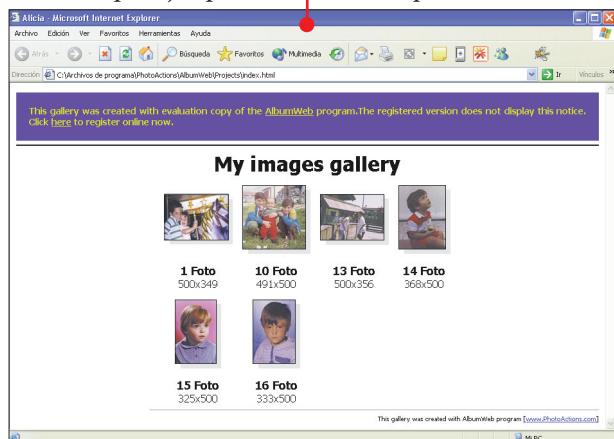 Alicia - Microsoft Internet Explorer
Archivo Edición Ver Favoritos Herramientas Ayuda
Atrás Búsqueda Favoritos Multimedia
Dirección C:\Archivos de programa\PhotoActions\AlbumWeb\Projects\index.html Ir Vínculos »
This gallery was created with evaluation copy of the AlbumWeb program.The registered version does not display this notice.
Click here to register online now.
My images gallery
1 Foto 10 Foto 13 Foto 14 Foto
500x349 491x500 500x356 368x500
15 Foto 16 Foto
325x500 333x500
This gallery was created with AlbumWeb program [www.PhotoActions.com]
Mi PC